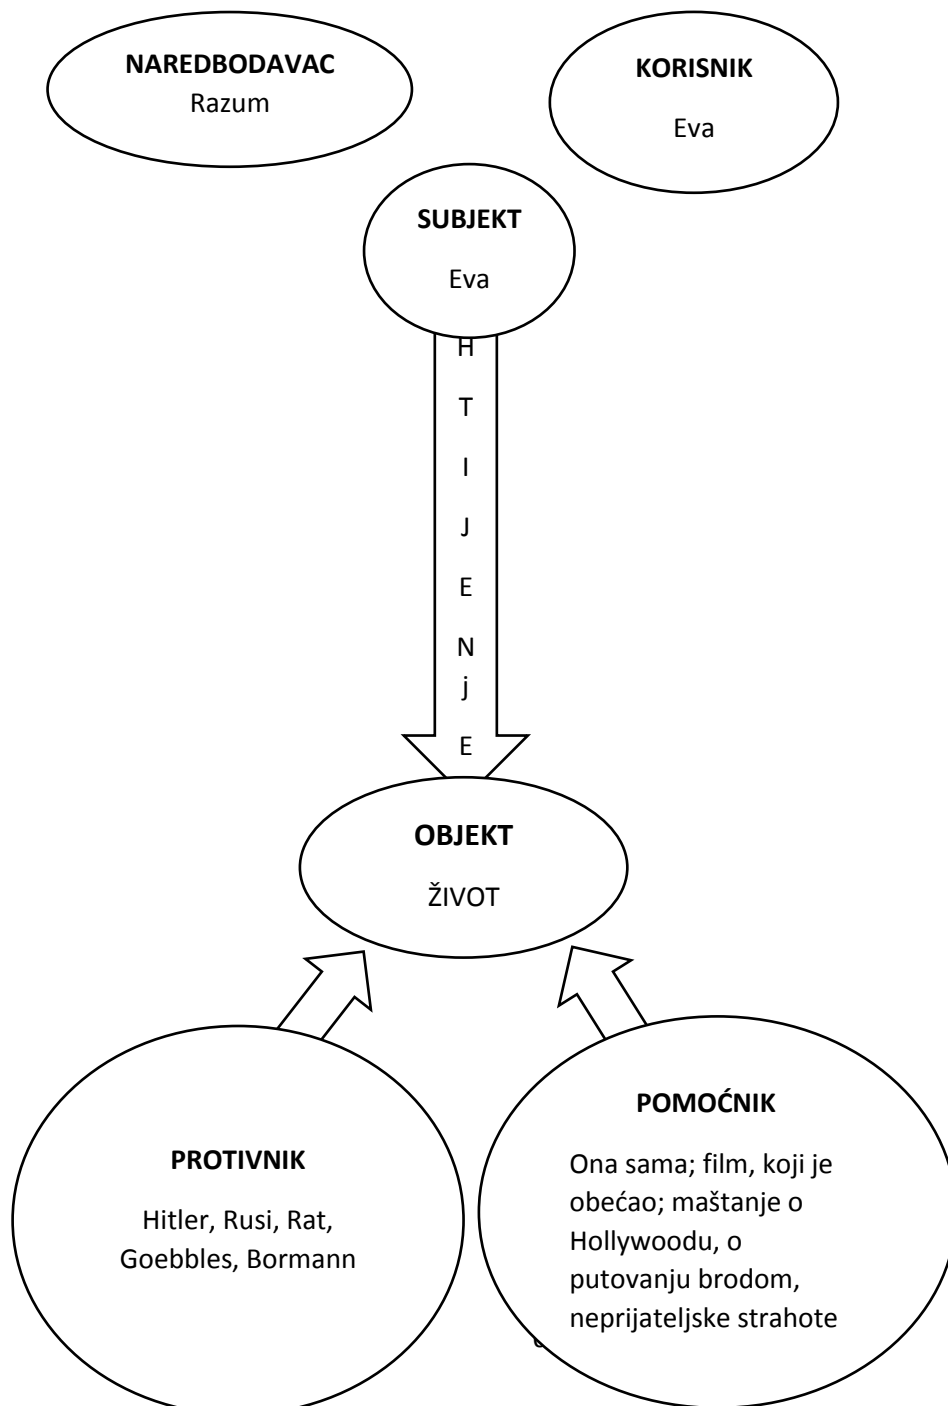 NAREDBODAVAC
Razum
KORISNIK
Eva
SUBJEKT
Eva
H
T
I
J
E
N
j
E
OBJEKT
ŽIVOT
PROTIVNIK
Hitler, Rusi, Rat,
Goebbles, Bormann
POMOĆNIK
Ona sama; film, koji je
obećao; maštanje o
Hollywoodu, o
putovanju brodom,
neprijateljske strahote